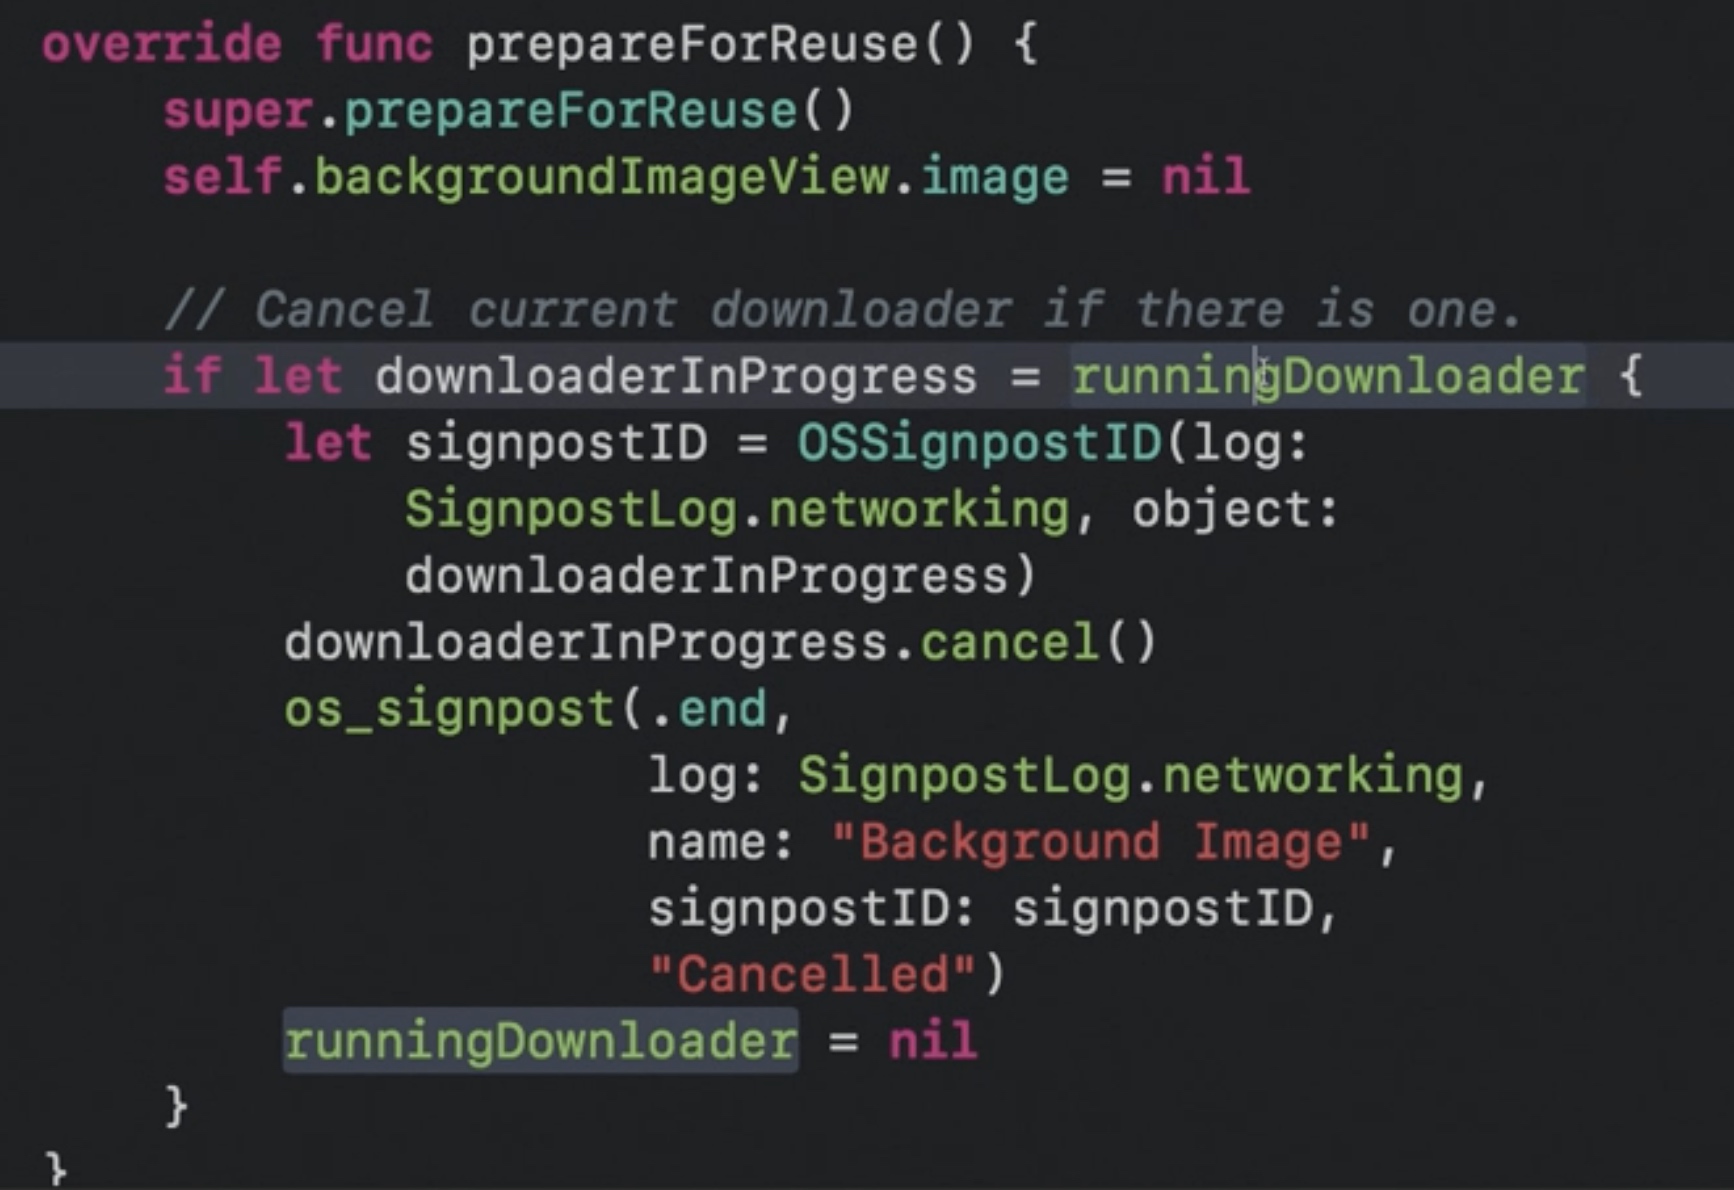 override func prepareForReuse() {
super.prepareForReuse()
self.backgroundImageView.image = nil
// Cancel current downloader if there is one.
if let downloaderInProgress = runningDownloader {
let signpostID = OSSignpostID(log:
SignpostLog.networking, object:
downloaderInProgress)
downloaderInProgress.cancel()
os_signpost(.end,
log: SignpostLog.networking,
name: "Background Image",
signpostID: signpostID,
"Cancelled")
runningDownloader = nil
}
}